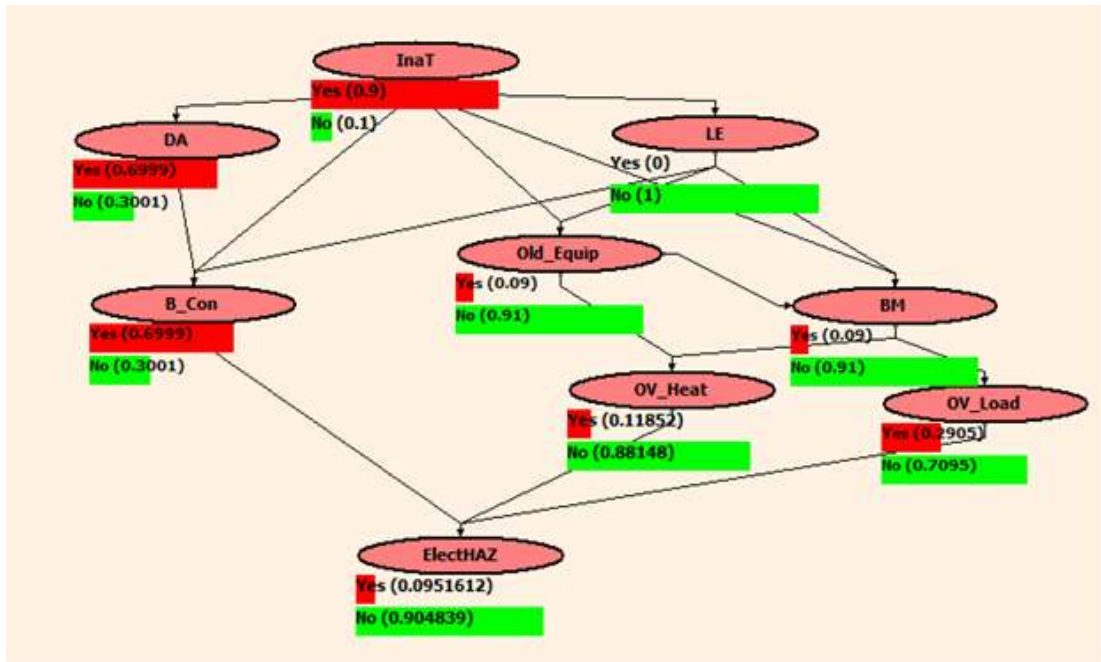 InaT
Yes (0.9)
No (0.1)
DA
Yes (0.6999)
No (0.3001)
LE
Yes (0)
No (1)
Old_Equip
Yes (0.09)
No (0.91)
B_Con
Yes (0.6999)
No (0.3001)
BM
Yes (0.09)
No (0.91)
OV_Heat
Yes (0.11852)
No (0.88148)
OV_Load
Yes (0.2905)
No (0.7095)
ElectHAZ
Yes (0.0951612)
No (0.904839)